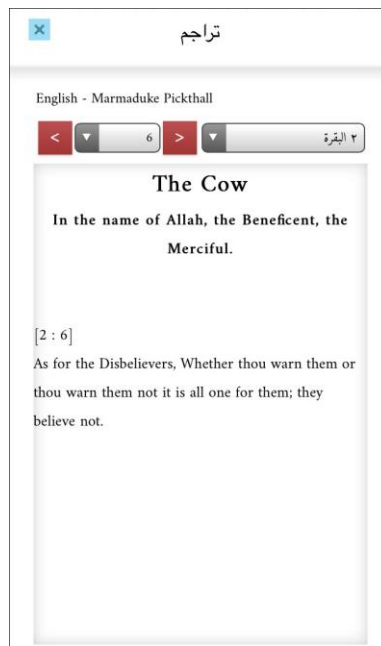 تراجم
English - Marmaduke Pickthall
< 6 > ٢ البقرة
The Cow
In the name of Allah, the Beneficent, the
Merciful.
[2 : 6]
As for the Disbelievers, Whether thou warn them or
thou warn them not it is all one for them; they
believe not.